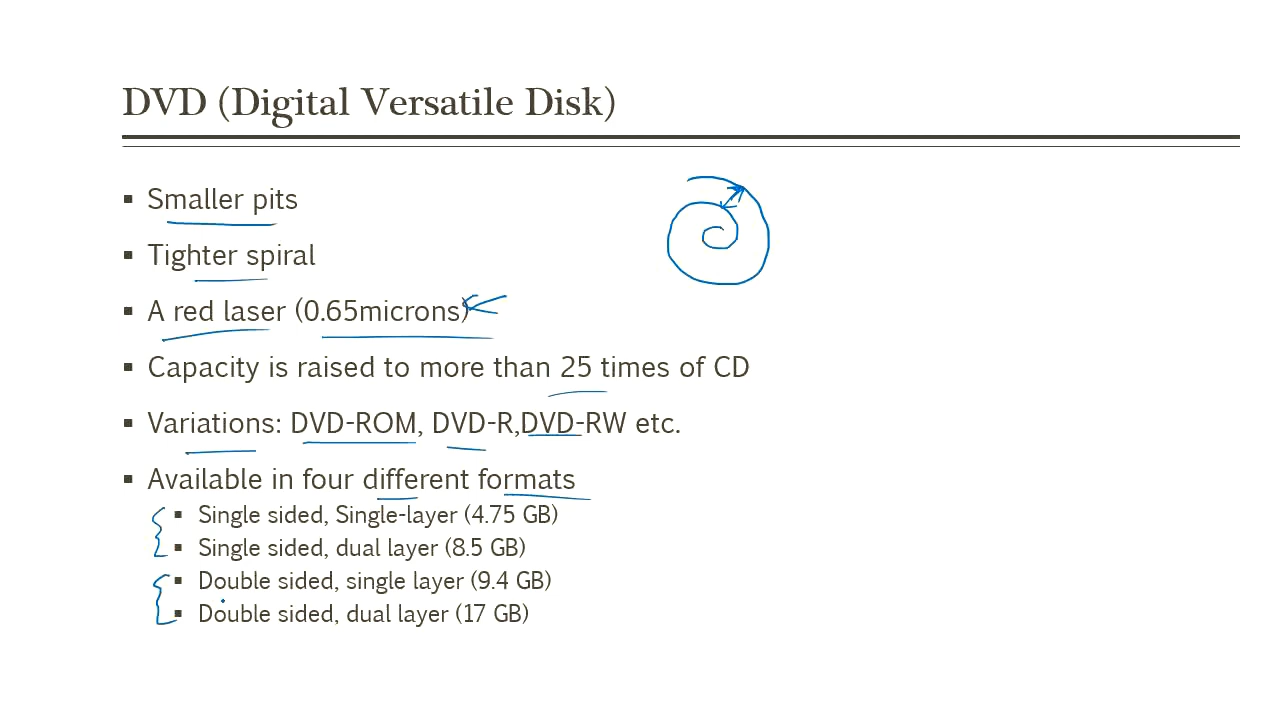 DVD (Digital Versatile Disk)
▪ Smaller pits
▪ Tighter spiral
▪ A red laser (0.65microns)
▪ Capacity is raised to more than 25 times of CD
▪ Variations: DVD-ROM, DVD-R,DVD-RW etc.
▪ Available in four different formats
▪ Single sided, Single-layer (4.75 GB)
▪ Single sided, dual layer (8.5 GB)
▪ Double sided, single layer (9.4 GB)
▪ Double sided, dual layer (17 GB)